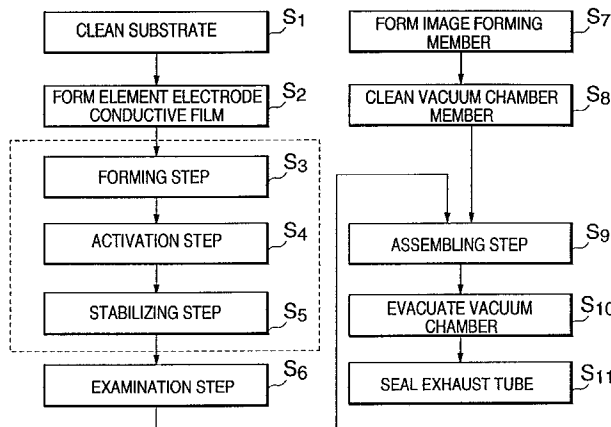 CLEAN SUBSTRATE
S1
FORM ELEMENT ELECTRODE
CONDUCTIVE FILM
S2
FORMING STEP
S3
ACTIVATION STEP
S4
STABILIZING STEP
S5
EXAMINATION STEP
S6
FORM IMAGE FORMING
MEMBER
S7
CLEAN VACUUM CHAMBER
MEMBER
S8
ASSEMBLING STEP
S9
EVACUATE VACUUM
CHAMBER
S10
SEAL EXHAUST TUBE
S11